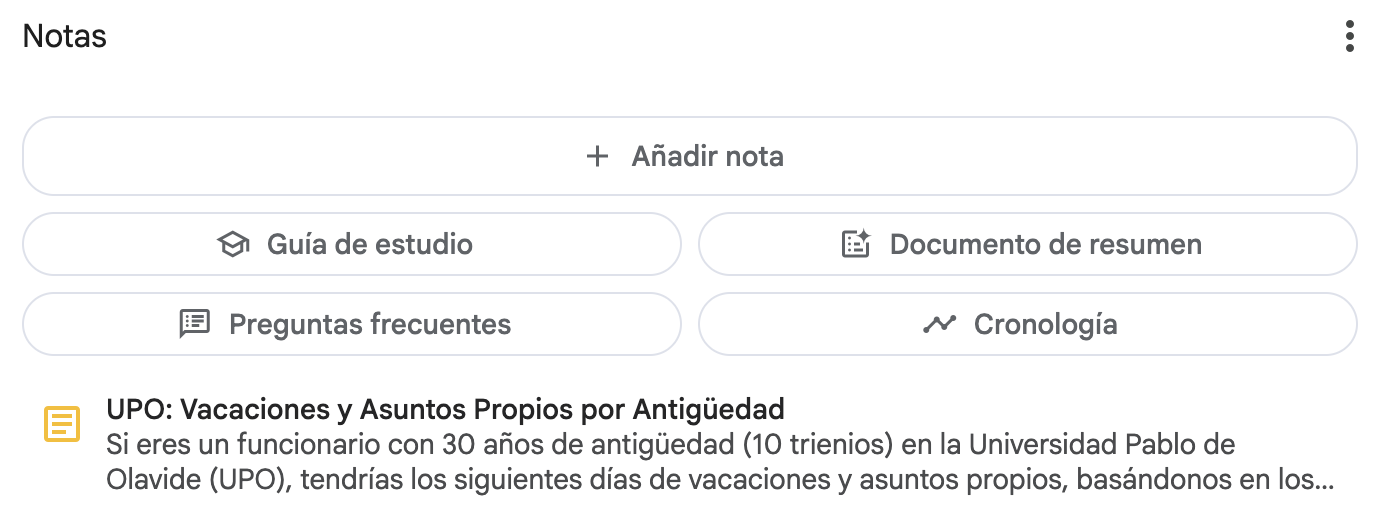 Notas
Añadir nota
Guía de estudio
Documento de resumen
Preguntas frecuentes
Cronología
UPO: Vacaciones y Asuntos Propios por Antigüedad
Si eres un funcionario con 30 años de antigüedad (10 trienios) en la Universidad Pablo de
Olavide (UPO), tendrías los siguientes días de vacaciones y asuntos propios, basándonos en los...